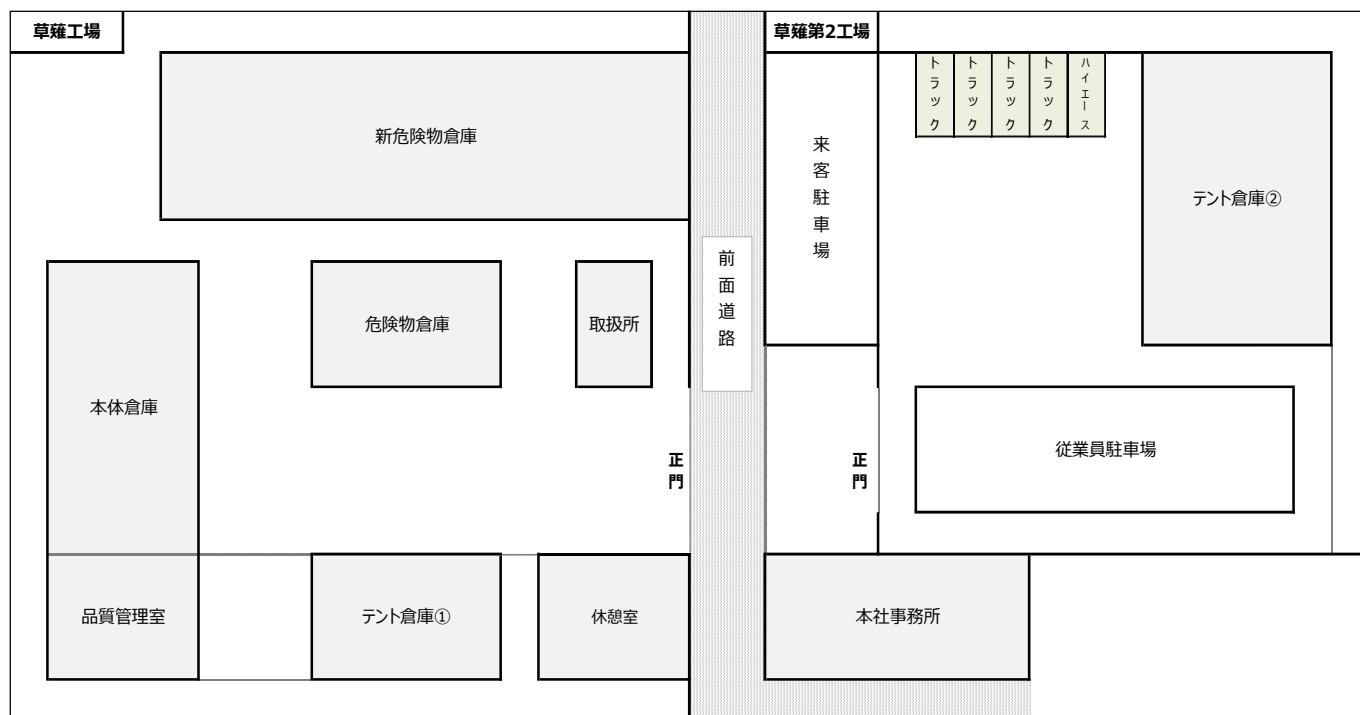 草薙工場
草薙第2工場
新危険物倉庫
来客駐車場
トラック
トラック
トラック
トラック
ハイエース
テント倉庫②
前面道路
危険物倉庫
取扱所
本体倉庫
正門
正門
従業員駐車場
品質管理室
テント倉庫①
休憩室
本社事務所